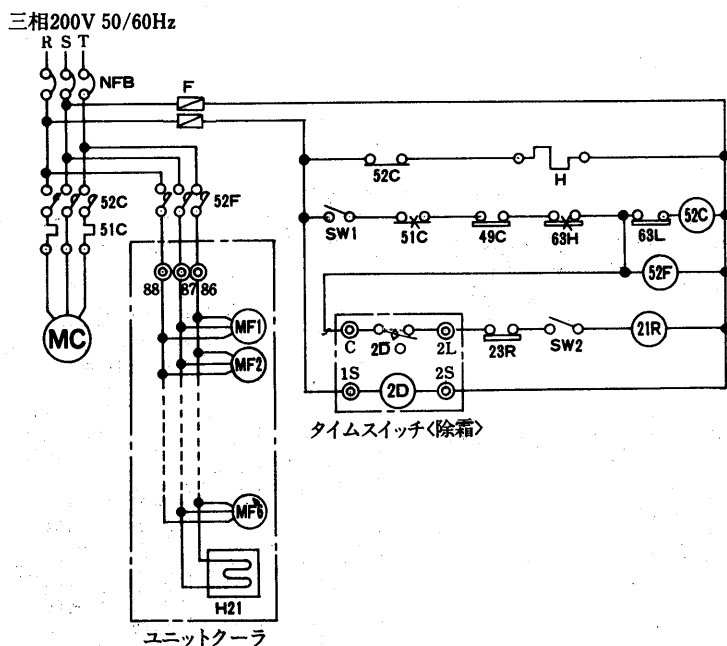 三相200V 50/60Hz
R S T
NFB
F
52C
H
52C
52F
51C
SW1
51C
49C
63H
63L
52C
52F
88
87
86
MC
MF1
MF2
C
2D
2L
23R
SW2
21R
1S
2D
2S
タイムスイッチ<除霜>
MF6
H21
ユニットクーラ